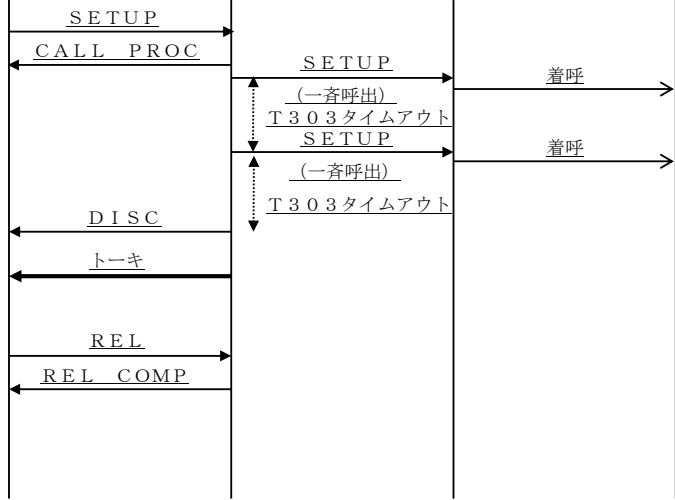 ＳＥＴＵＰ
ＣＡＬＬ　ＰＲＯＣ
ＳＥＴＵＰ
着呼
（一斉呼出）
Ｔ３０３タイムアウト
ＳＥＴＵＰ
着呼
（一斉呼出）
Ｔ３０３タイムアウト
ＤＩＳＣ
トーキ
ＲＥＬ
ＲＥＬ　ＣＯＭＰ